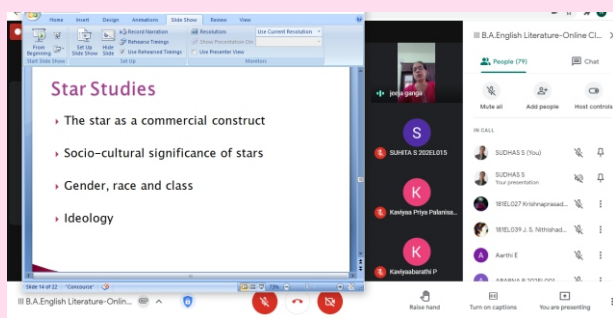 Home Insert Design Animations Slide Show Review View
From Beginning
Set Up Slide Show
Hide Slide
Record Narration
Rehearse Timings
Use Rehearsed Timings
Resolution:
Use Current Resolution
Show Presentation On:
Use Presenter View
Start Slide Show
Set Up
Monitors
Star Studies
The star as a commercial construct
Socio-cultural significance of stars
Gender, race and class
Ideology
Slide 14 of 22
"Concourse"
73%
jeeja ganga
S
SUHITA S 202EL015
K
Kaviyaa Priya Palanisa...
K
Kaviyaabarathi P
III B.A.English Literature-Online Cl...
People (79)
Chat
Mute all
Add people
Host controls
IN CALL
SUDHAS S (You)
SUDHAS S
Your presentation
181EL027 Krishnaprasad...
181EL039 J. S. Nithishad...
A
Aarthi E
A
III B.A.English Literature-Onlin...
Raise hand
Turn on captions
You are presenting